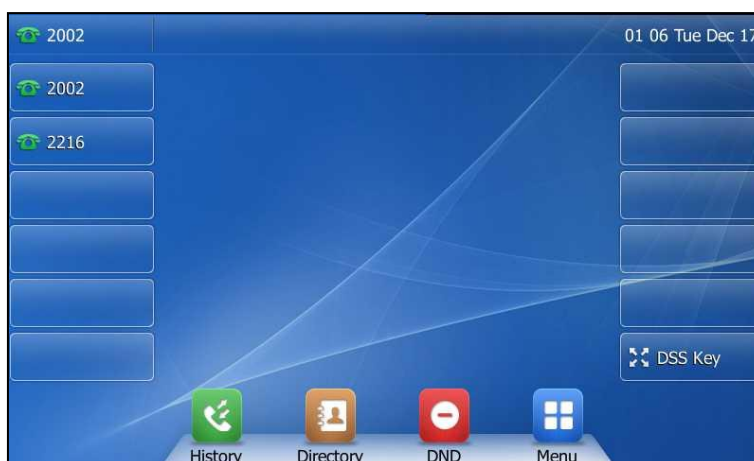 2002
01 06 Tue Dec 17
2002
2216
DSS Key
History
Directory
DND
Menu